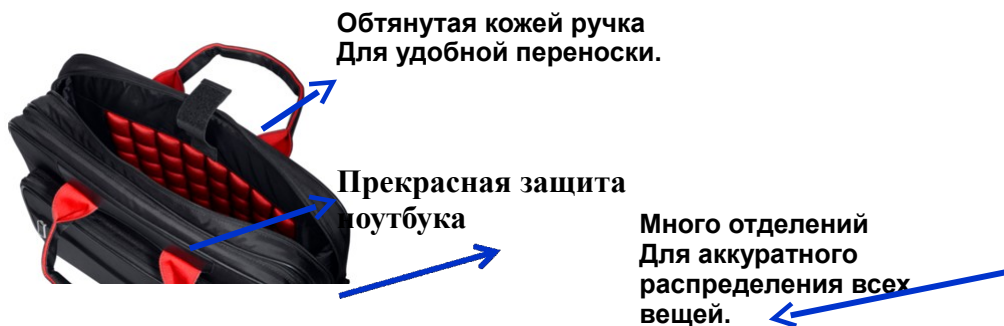 Обтянутая кожей ручка
Для удобной переноски.
Прекрасная защита
ноутбука
Много отделений
Для аккуратного
распределения всех
вещей.